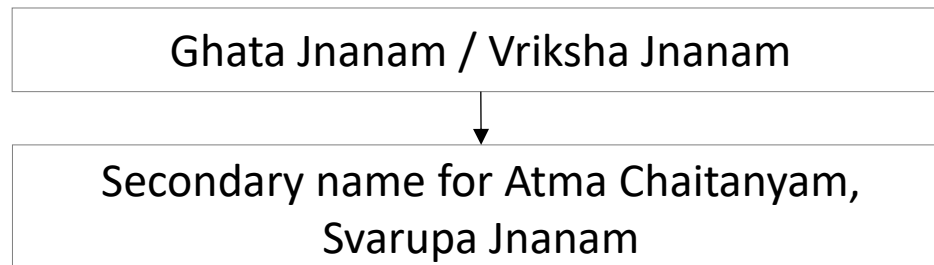 Ghata Jnanam / Vriksha Jnanam
Secondary name for Atma Chaitanyam,
Svarupa Jnanam